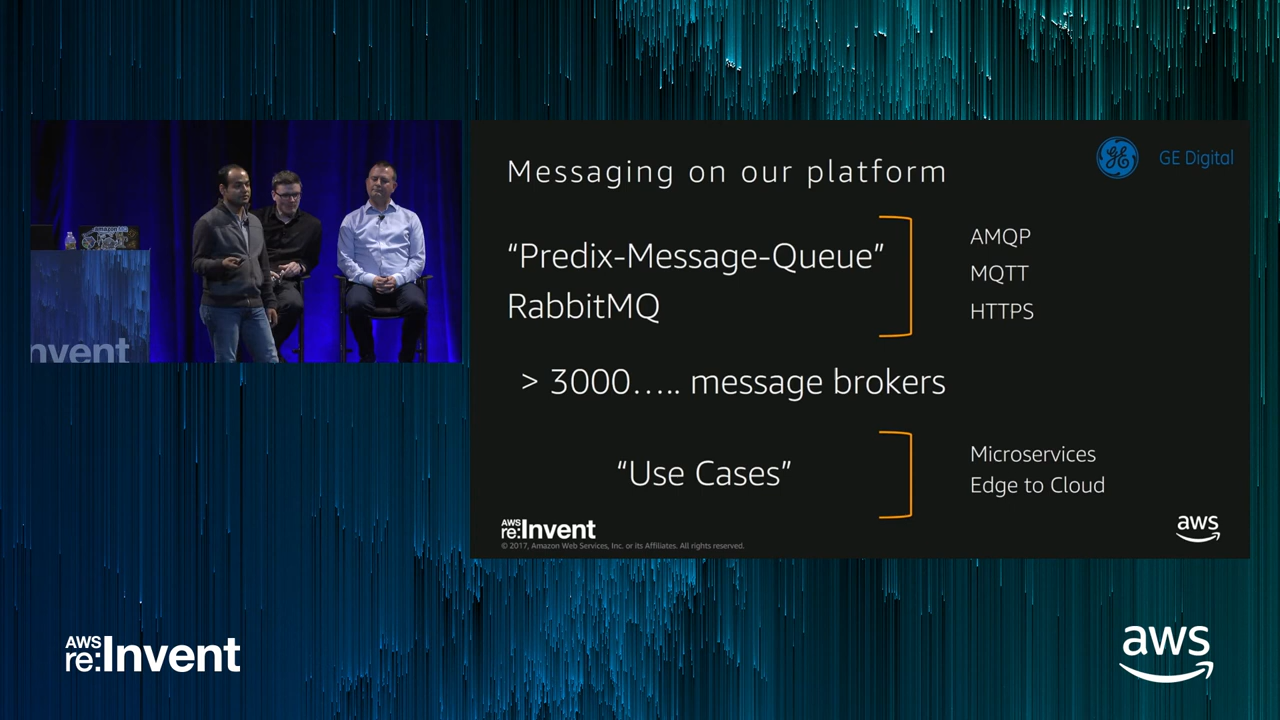 Messaging on our platform
GE Digital
“Predix-Message-Queue”
RabbitMQ
AMQP
MQTT
HTTPS
> 3000..... message brokers
“Use Cases”
Microservices
Edge to Cloud
AWS
re:Invent
© 2017, Amazon Web Services, Inc. or its Affiliates. All rights reserved.
aws
nvent
AWS
re:Invent
aws